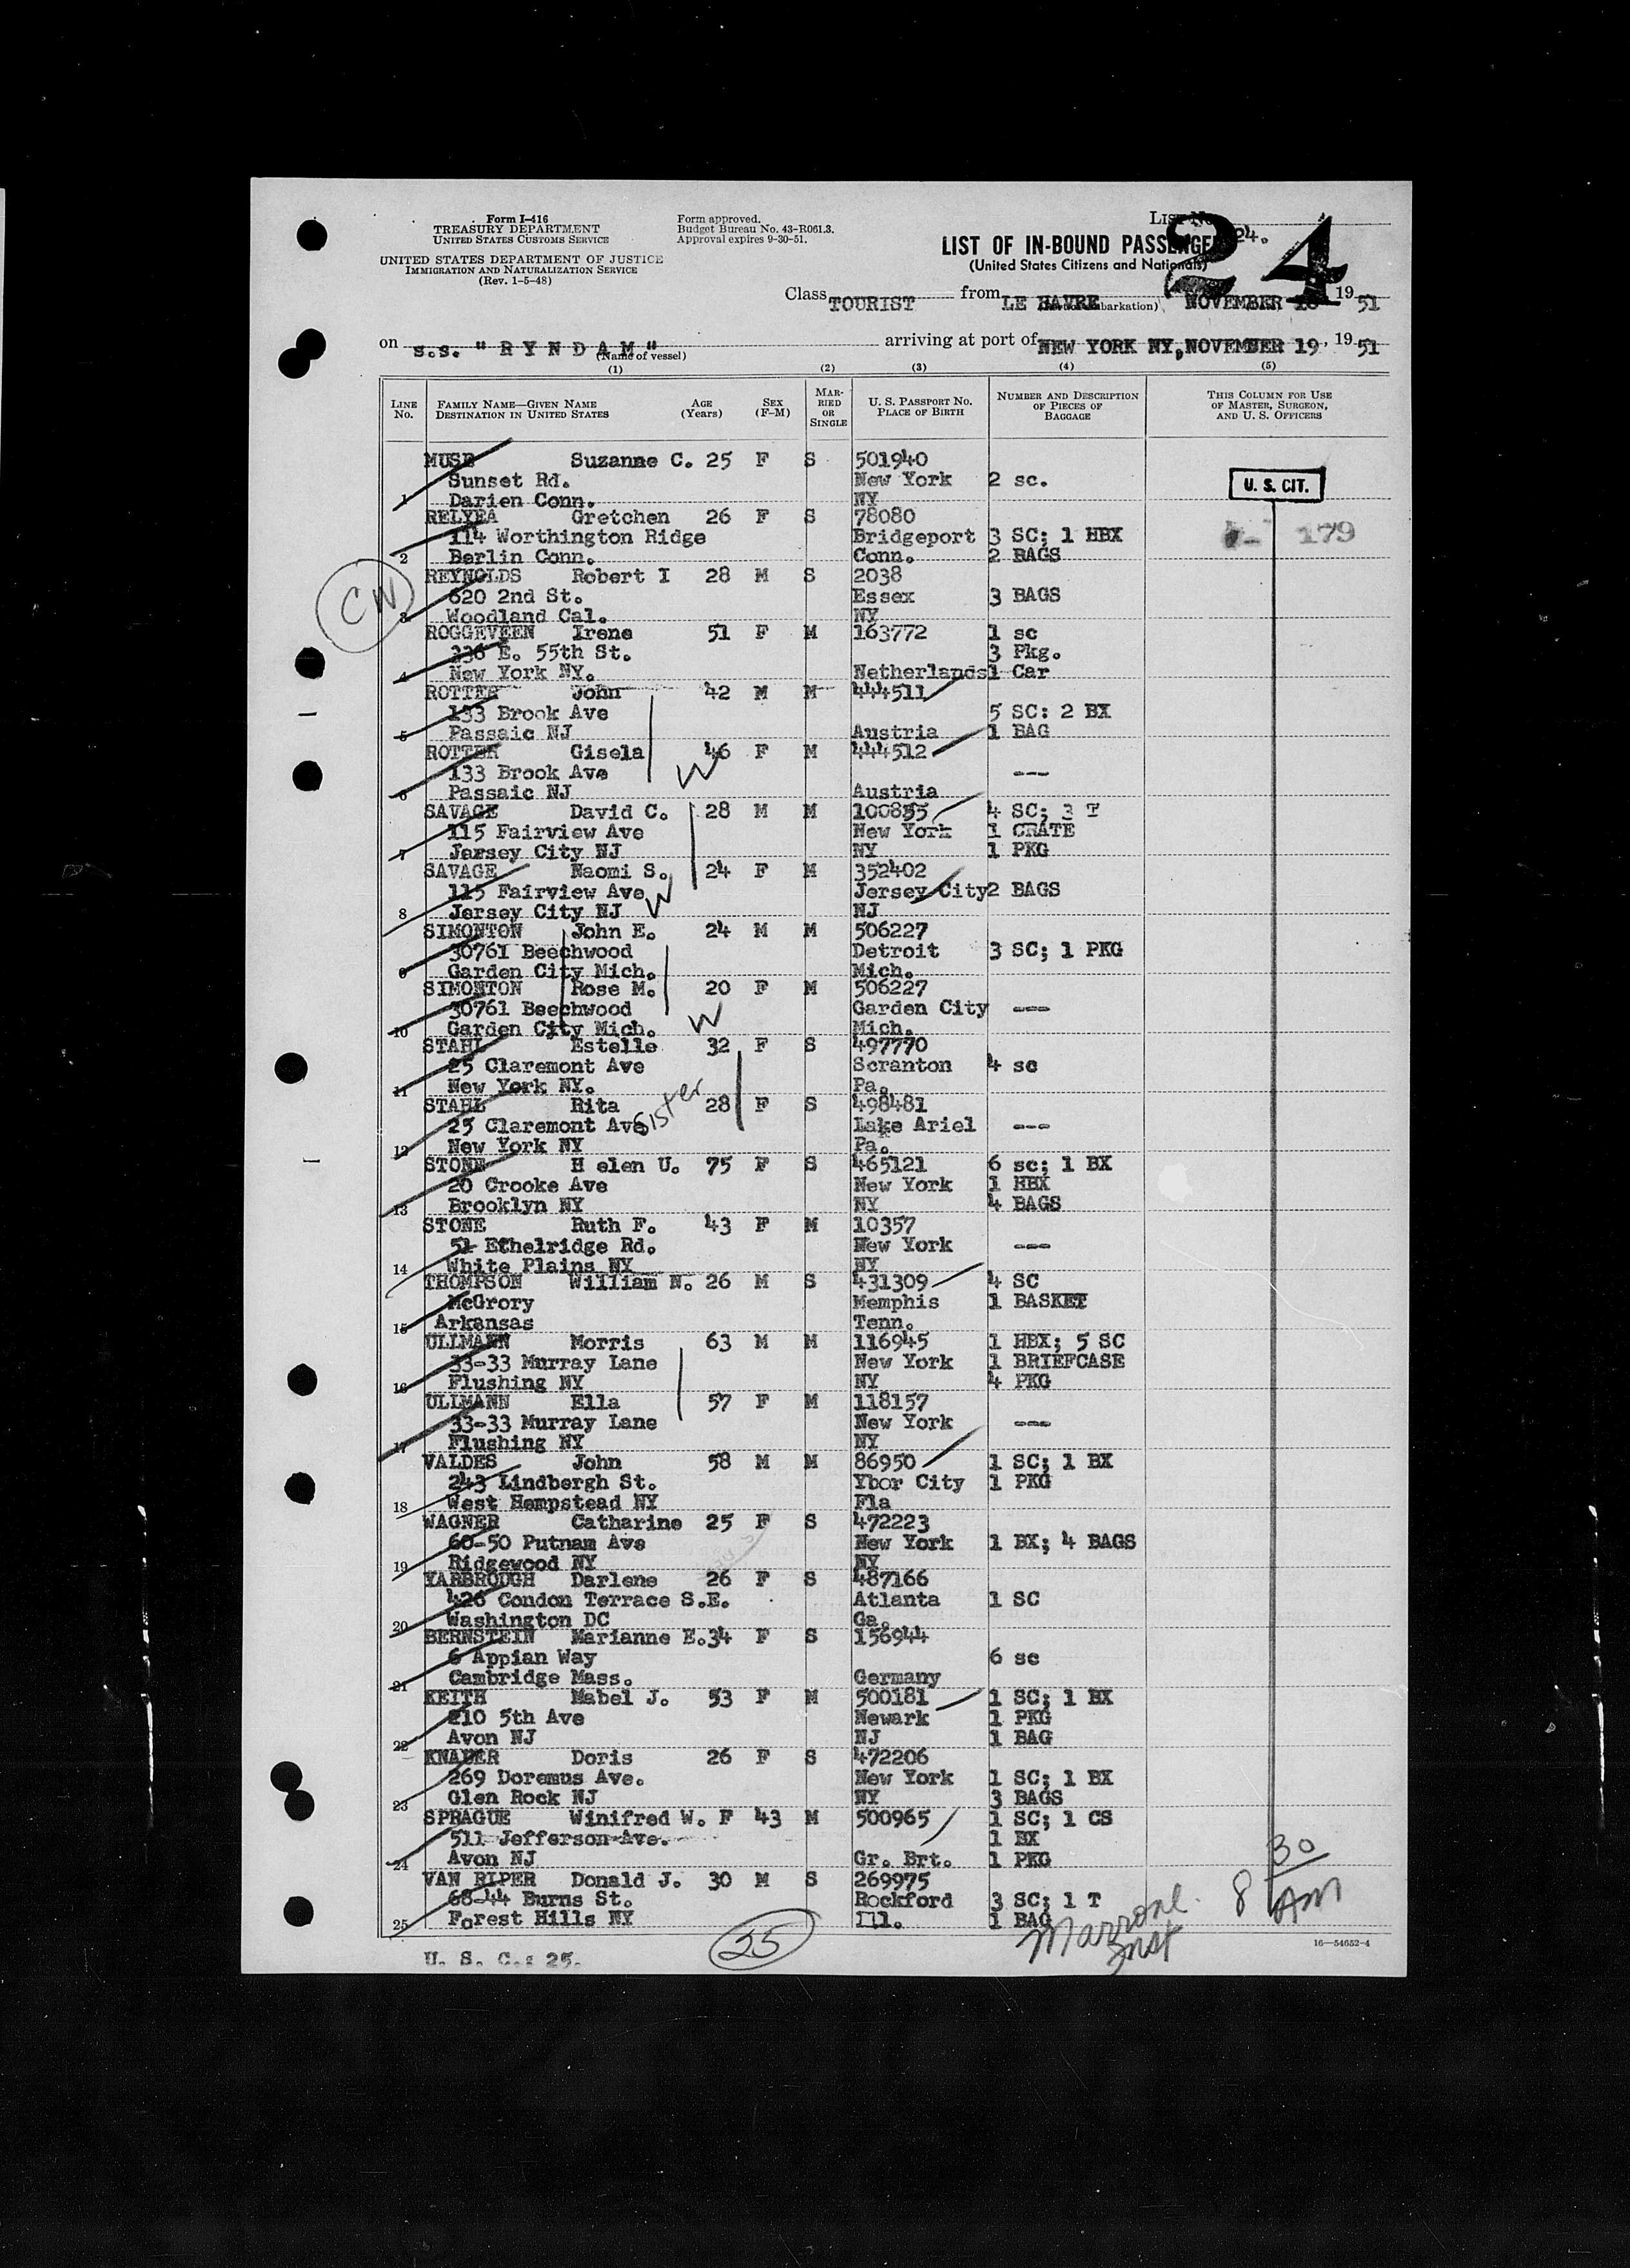 Form I-416
TREASURY DEPARTMENT
UNITED STATES CUSTOMS SERVICE
UNITED STATES DEPARTMENT OF JUSTICE
IMMIGRATION AND NATURALIZATION SERVICE
(Rev. 1-5-48)
Form approved.
Budget Bureau No. 43-R061.3.
Approval expires 9-30-51.
LIST
24.
24
LIST OF IN-BOUND PASSENGE
(United States Citizens and Nationals)
Class TOURIST from LE HAVRE NOVEMBER 1951
on s.s. "RYNDAM" arriving at port of NEW YORK NY, NOVEMBER 19, 1951
(Name of vessel)
(1) (2) (3) (4) (5)
LINE No. FAMILY NAME—GIVEN NAME DESTINATION IN UNITED STATES AGE (Years) SEX (F-M) MARRIED OR SINGLE U. S. PASSPORT NO. PLACE OF BIRTH NUMBER AND DESCRIPTION OF PIECES OF BAGGAGE THIS COLUMN FOR USE OF MASTER, SURGEON, AND U. S. OFFICERS
MUSE Suzanne C. 25 F S 501940
Sunset Rd. New York 2 sc. U. S. CIT.
1 Darien Conn. NY
RELYEA Gretchen 26 F S 78080
114 Worthington Ridge Bridgeport 3 SC; 1 HBX 179
2 Berlin Conn. Conn. 2 BAGS
REYNOLDS Robert I 28 M S 2038
CW 620 2nd St. Essex 3 BAGS
3 Woodland Cal. NY
ROGGEVEEN Irene 51 F M 163772 1 sc
336 E. 55th St. 3 Pkg.
4 New York NY. Netherlands 1 Car
ROTTER John 42 M M 444511
133 Brook Ave 5 SC: 2 BX
5 Passaic NJ Austria 1 BAG
ROTTER Gisela 46 F M 444512
133 Brook Ave W ---
6 Passaic NJ Austria
SAVAGE David C. 28 M M 100835 4 SC; 3 T
115 Fairview Ave New York 1 CRATE
7 Jersey City NJ NY 1 PKG
SAVAGE Naomi S. 24 F M 352402
115 Fairview Ave W Jersey City 2 BAGS
8 Jersey City NJ NJ
SIMONTON John E. 24 M M 506227
30761 Beechwood Detroit 3 SC; 1 PKG
9 Garden City Mich. Mich.
SIMONTON Rose M. 20 F M 506227
30761 Beechwood W Garden City ---
10 Garden City Mich. Mich.
STAHL Estelle 32 F S 497770
25 Claremont Ave Scranton 4 sc
11 New York NY. Pa.
STAHL Rita 28 F S 498481
25 Claremont Ave Sister Lake Ariel ---
12 New York NY Pa.
STONE H elen U. 75 F S 465121 6 sc; 1 BX
20 Crooke Ave New York 1 HBX
13 Brooklyn NY NY 4 BAGS
STONE Ruth F. 43 F M 10357
51 Ethelridge Rd. New York ---
14 White Plains NY NY
THOMPSON William N. 26 M S 431309 4 SC
McGrory Memphis 1 BASKET
15 Arkansas Tenn.
ULLMANN Morris 63 M M 116945 1 HBX; 5 SC
33-33 Murray Lane New York 1 BRIEFCASE
16 Flushing NY NY 4 PKG
ULLMANN Ella 57 F M 118157
33-33 Murray Lane New York ---
17 Flushing NY NY
VALDES John 58 M M 86950 1 SC; 1 BX
243 Lindbergh St. Ybor City 1 PKG
18 West Hempstead NY Fla
WAGNER Catharine 25 F S 472223
60-50 Putnam Ave New York 1 BX; 4 BAGS
19 Ridgewood NY NY
YARBROUGH Darlene 26 F S 487166
426 Condon Terrace S.E. Atlanta 1 SC
20 Washington DC Ga.
BERNSTEIN Marianne E. 34 F S 156944
6 Appian Way 6 sc
21 Cambridge Mass. Germany
KEITH Mabel J. 53 F M 500181 1 SC; 1 BX
210 5th Ave Newark 1 PKG
22 Avon NJ NJ 1 BAG
KNAUER Doris 26 F S 472206
269 Doremus Ave. New York 1 SC; 1 BX
23 Glen Rock NJ NY 3 BAGS
SPRAGUE Winifred W. F 43 M 500965 1 SC; 1 CS
511 Jefferson Ave. 1 BX
24 Avon NJ Gr. Brt. 1 PKG
VAN RIPER Donald J. 30 M S 269975
68-44 Burns St. Rockford 3 SC; 1 T
25 Forest Hills NY Ill. 1 BAG
8 30 AM
Marrone
Inst
U. S. C.: 25.
25
16—54652-4